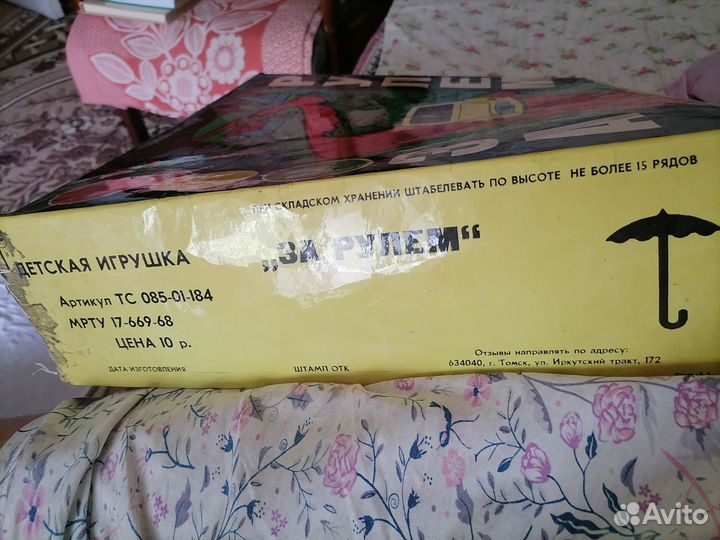 ЗА
ПРИ СКЛАДСКОМ ХРАНЕНИИ ШТАБЕЛЕВАТЬ ПО ВЫСОТЕ НЕ БОЛЕЕ 15 РЯДОВ
ДЕТСКАЯ ИГРУШКА
„ЗА РУЛЕМ“
Артикул ТС 085-01-184
МРТУ 17-669-68
ЦЕНА 10 р.
ДАТА ИЗГОТОВЛЕНИЯ
ШТАМП ОТК
Отзывы направлять по адресу:
634040, г. Томск, ул. Иркутский тракт, 172
Avito